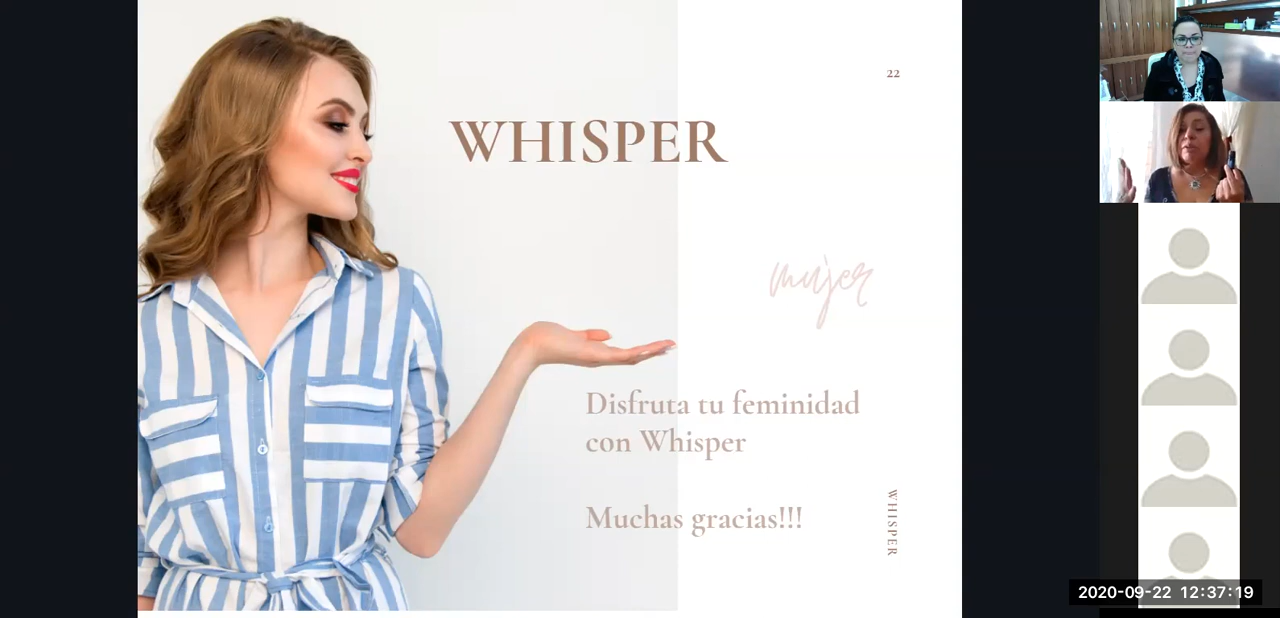 22
WHISPER
mujer
Disfruta tu feminidad
con Whisper
Muchas gracias!!!
WHISPER
2020-09-22 12:37:19